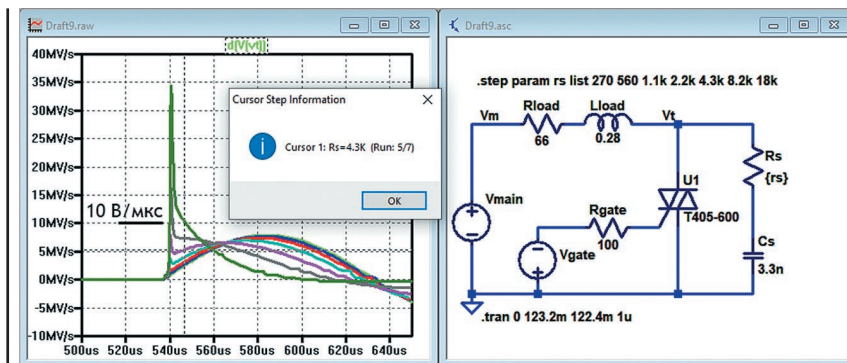 Draft9.raw
d(V(vt))
40MV/s
35MV/s
30MV/s
25MV/s
20MV/s
15MV/s
10MV/s
5MV/s
0MV/s
-5MV/s
-10MV/s
500us 520us 540us 560us 580us 600us 620us 640us
10 В/мкс
Cursor Step Information
Cursor 1: Rs=4.3K (Run: 5/7)
OK
Draft9.asc
.step param rs list 270 560 1.1k 2.2k 4.3k 8.2k 18k
Vm
Rload
66
Lload
0.28
Vt
Rs
{rs}
U1
T405-600
Vmain
Rgate
100
Vgate
Cs
3.3n
.tran 0 123.2m 122.4m 1u